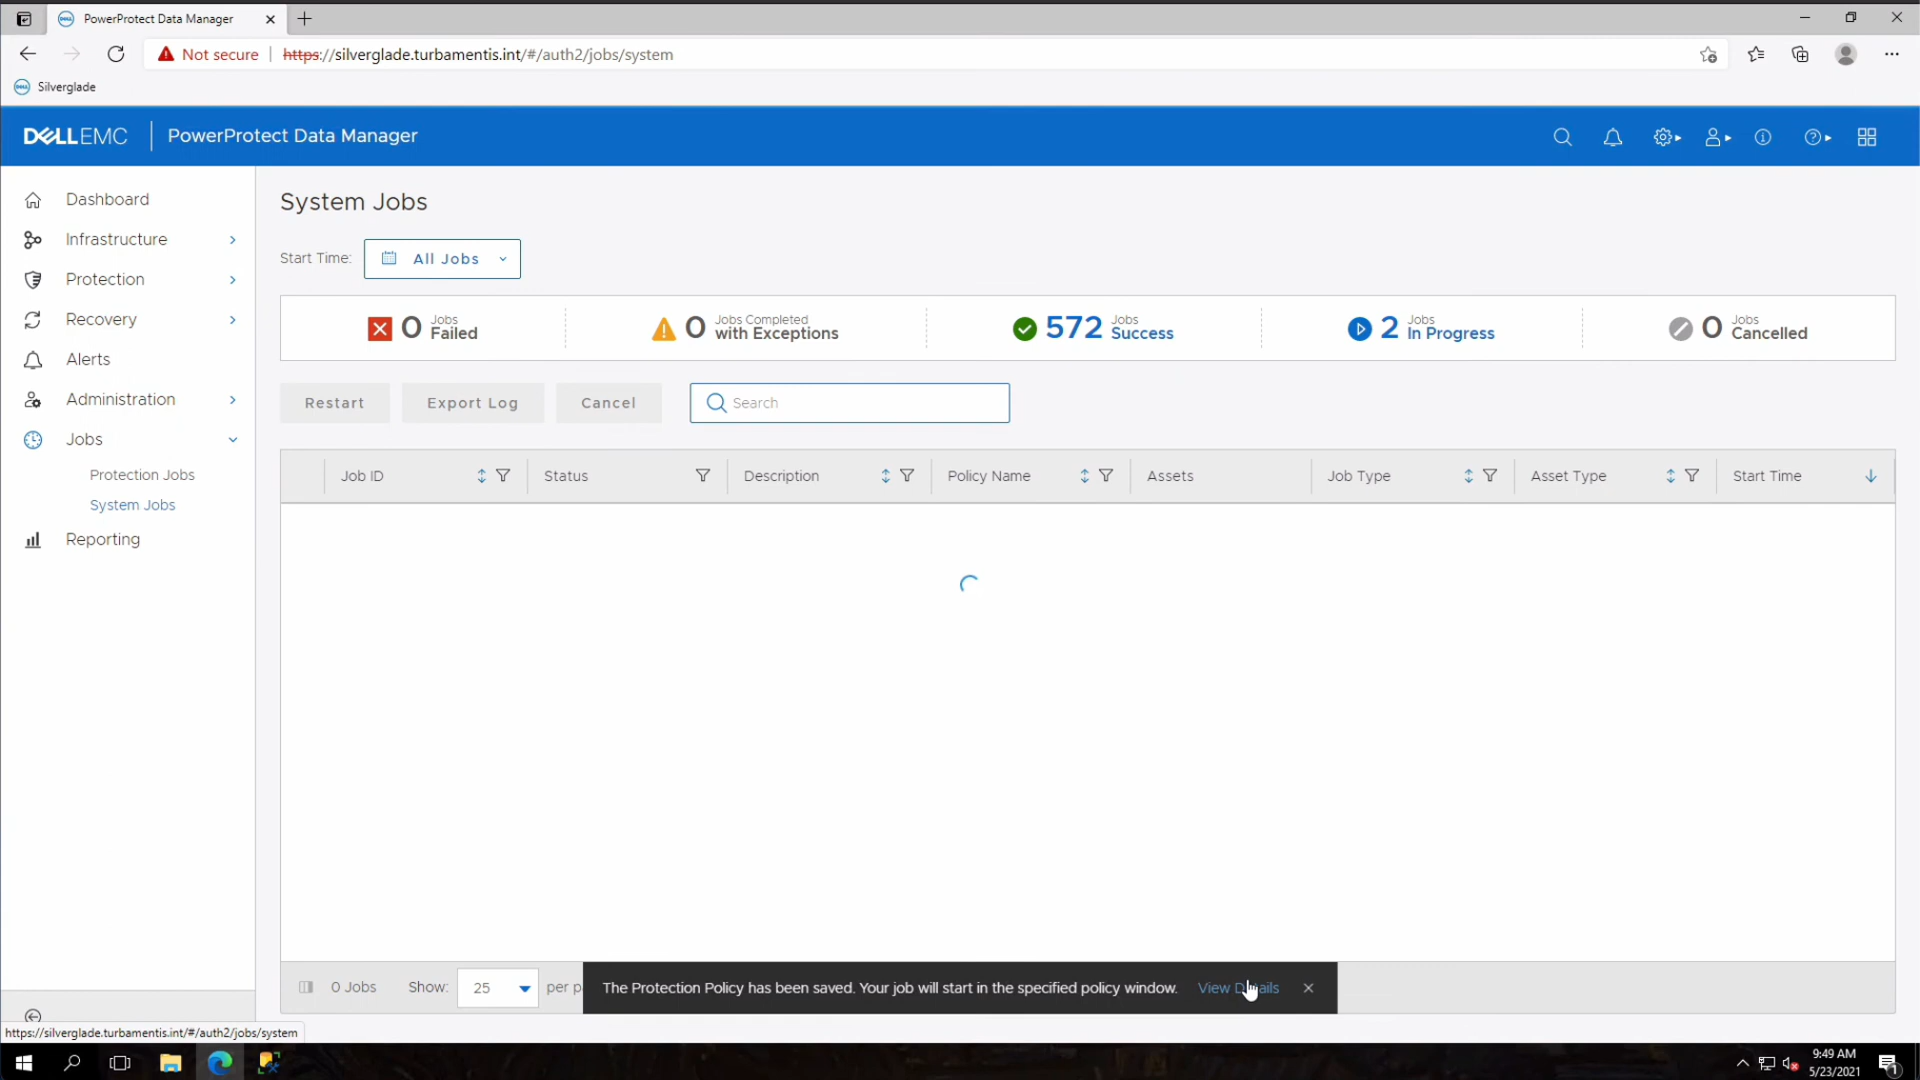 PowerProtect Data Manager
Not secure
https://silverglade.turbamentis.int/#/auth2/jobs/system
Silverglade
DELLEMC
PowerProtect Data Manager
Dashboard
Infrastructure
Protection
Recovery
Alerts
Administration
Jobs
Protection Jobs
System Jobs
Reporting
System Jobs
Start Time:
All Jobs
0 Jobs Failed
0 Jobs Completed with Exceptions
572 Jobs Success
2 Jobs In Progress
0 Jobs Cancelled
Restart
Export Log
Cancel
Search
Job ID
Status
Description
Policy Name
Assets
Job Type
Asset Type
Start Time
0 Jobs
Show:
25
per p
The Protection Policy has been saved. Your job will start in the specified policy window.
View Details
https://silverglade.turbamentis.int/#/auth2/jobs/system
9:49 AM
5/23/2021
1